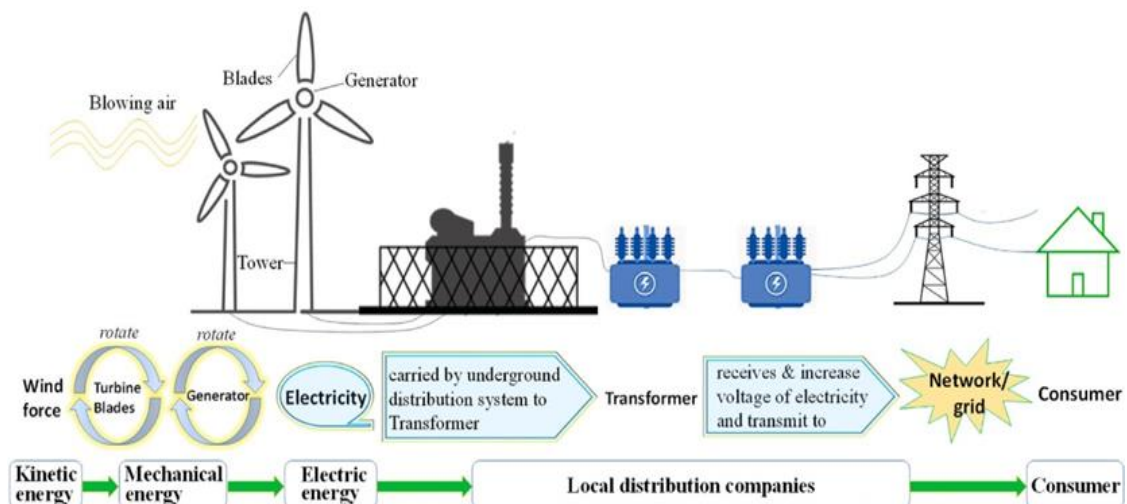 Blades
Generator
Blowing air
Tower
rotate
rotate
Wind
force
Turbine
Blades
Generator
Electricity
carried by underground
distribution system to
Transformer
Transformer
receives & increase
voltage of electricity
and transmit to
Network/
grid
Consumer
Kinetic
energy
Mechanical
energy
Electric
energy
Local distribution companies
Consumer